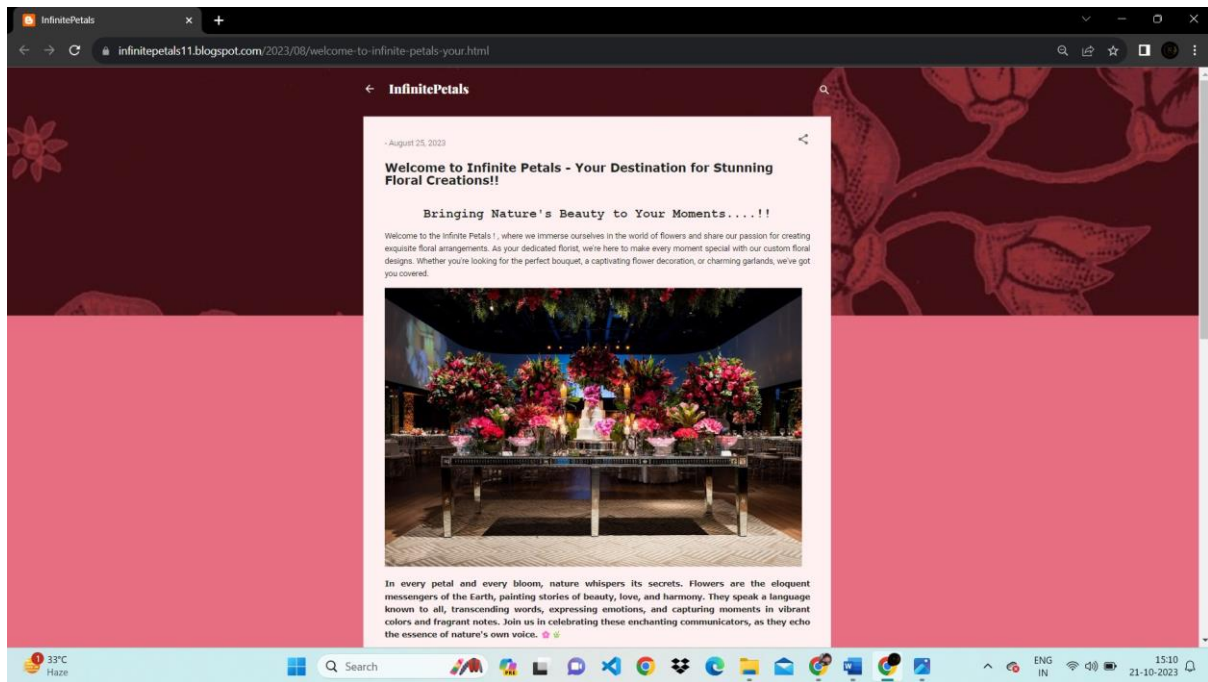 InfinitePetals
infinitepetals11.blogspot.com/2023/08/welcome-to-infinite-petals-your.html
InfinitePetals
- August 25, 2023
Welcome to Infinite Petals - Your Destination for Stunning
Floral Creations!!
Bringing Nature's Beauty to Your Moments....!!
Welcome to the Infinite Petals ! , where we immerse ourselves in the world of flowers and share our passion for creating
exquisite floral arrangements. As your dedicated florist, we're here to make every moment special with our custom floral
designs. Whether you're looking for the perfect bouquet, a captivating flower decoration, or charming garlands, we've got
you covered.
In every petal and every bloom, nature whispers its secrets. Flowers are the eloquent
messengers of the Earth, painting stories of beauty, love, and harmony. They speak a language
known to all, transcending words, expressing emotions, and capturing moments in vibrant
colors and fragrant notes. Join us in celebrating these enchanting communicators, as they echo
the essence of nature's own voice. 🌸 🌿
1
33°C
Haze
Search
PRE
ENG
IN
15:10
21-10-2023